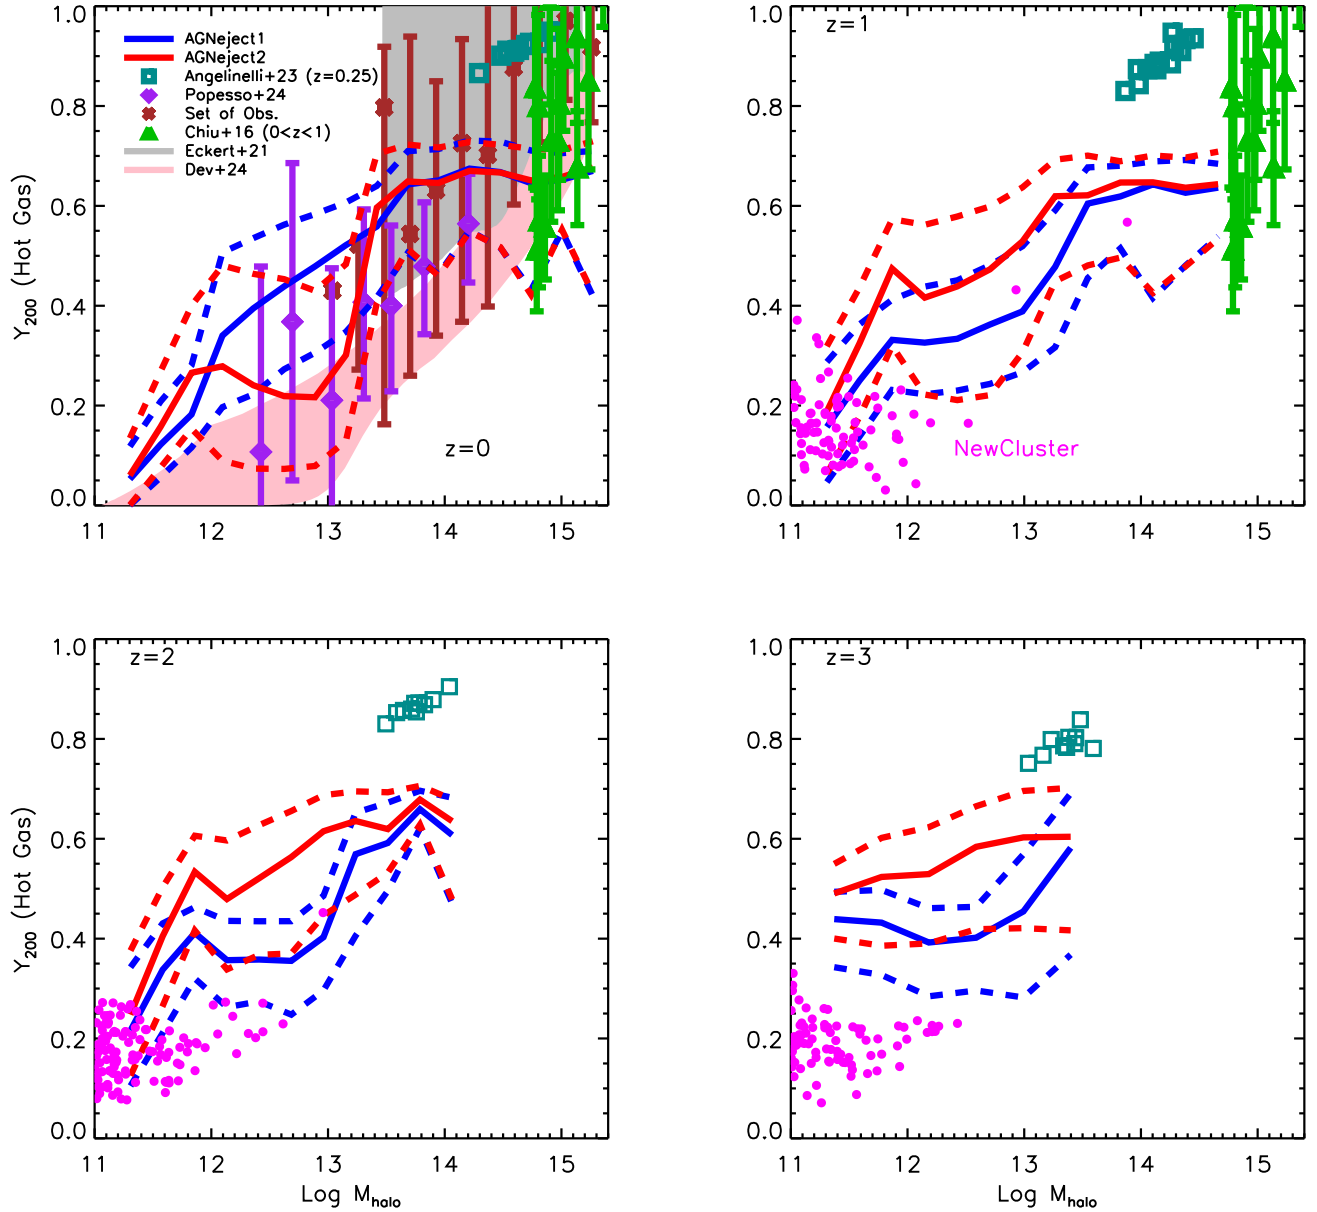 1.0
0.8
0.6
0.4
0.2
0.0
Y200 (Hot Gas)
AGNeject1
AGNeject2
Angelinelli+23 (z=0.25)
Popesso+24
Set of Obs.
Chiu+16 (0<z<1)
Eckert+21
Dev+24
z=0
11 12 13 14 15
1.0
0.8
0.6
0.4
0.2
0.0
z=1
NewCluster
11 12 13 14 15
1.0
0.8
0.6
0.4
0.2
0.0
Y200 (Hot Gas)
z=2
11 12 13 14 15
Log Mhalo
1.0
0.8
0.6
0.4
0.2
0.0
z=3
11 12 13 14 15
Log Mhalo